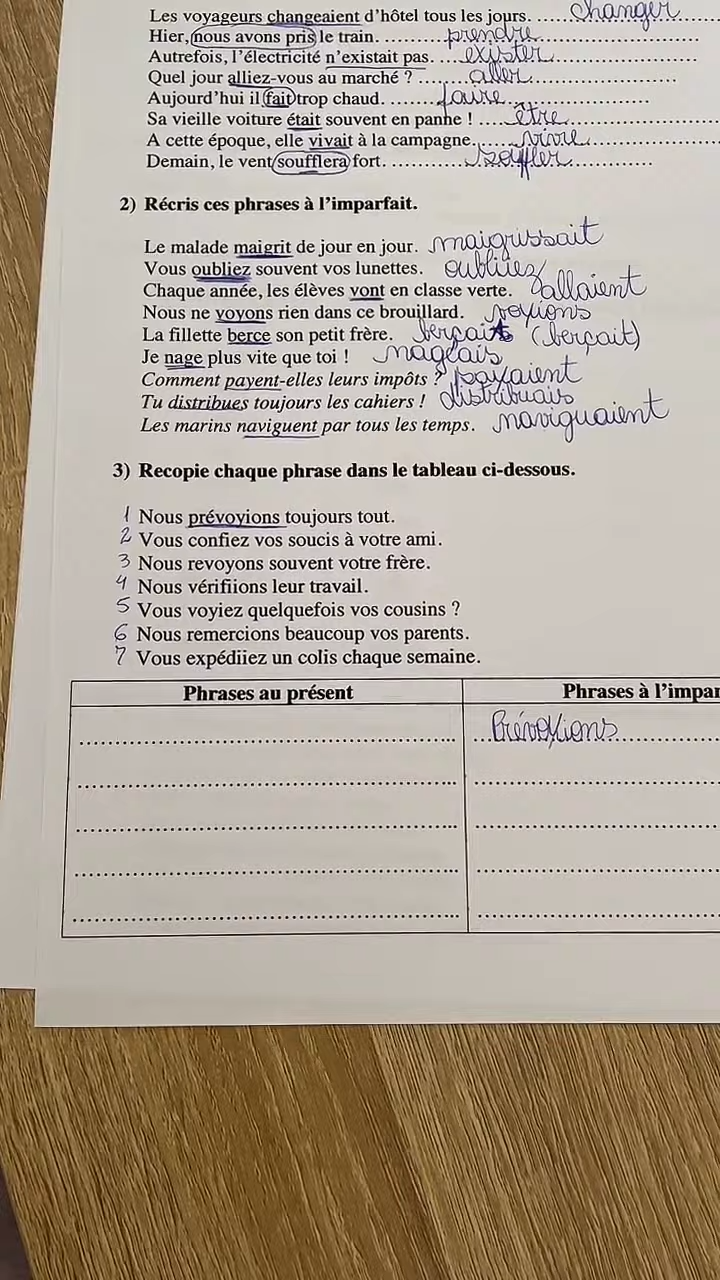 Les voyageurs changeaient d'hôtel tous les jours. ..... changer .....
Hier, nous avons pris le train. ..... prendre .....
Autrefois, l'électricité n'existait pas. ..... exister .....
Quel jour alliez-vous au marché ? ..... aller .....
Aujourd'hui il fait trop chaud. ..... faire .....
Sa vieille voiture était souvent en panne ! ..... être .....
A cette époque, elle vivait à la campagne. ..... vivre .....
Demain, le vent soufflera fort. ..... souffler .....
2) Récris ces phrases à l'imparfait.
Le malade maigrit de jour en jour. maigrissait
Vous oubliez souvent vos lunettes. oubliiez
Chaque année, les élèves vont en classe verte. allaient
Nous ne voyons rien dans ce brouillard. voyions
La fillette berce son petit frère. berçait (berçait)
Je nage plus vite que toi ! nageais
Comment payent-elles leurs impôts ? payaient
Tu distribues toujours les cahiers ! distribuais
Les marins naviguent par tous les temps. naviguaient
3) Recopie chaque phrase dans le tableau ci-dessous.
1 Nous prévoyions toujours tout.
2 Vous confiez vos soucis à votre ami.
3 Nous revoyons souvent votre frère.
4 Nous vérifiions leur travail.
5 Vous voyiez quelquefois vos cousins ?
6 Nous remercions beaucoup vos parents.
7 Vous expédiiez un colis chaque semaine.
Phrases au présent Phrases à l'impar
Prévoyions